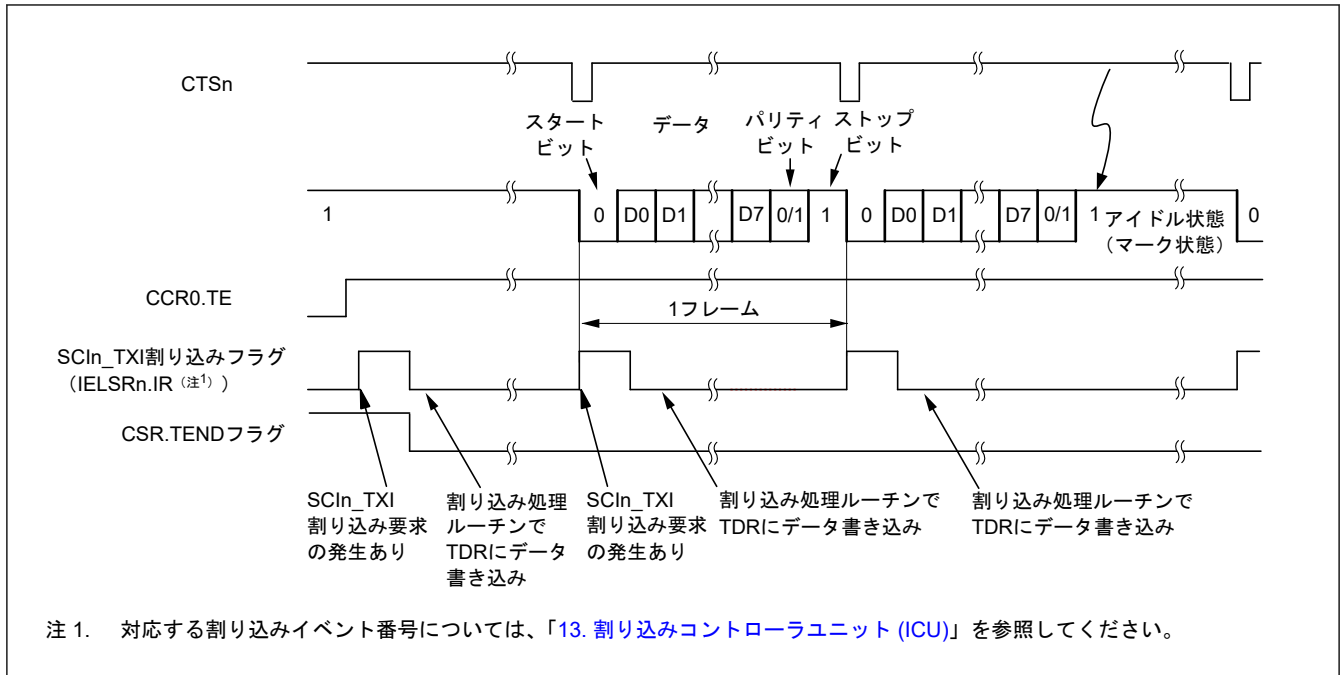 CTSn
スタート
ビット
データ
パリティ
ビット
ストップ
ビット
1
0 D0 D1 D7 0/1 1 0 D0 D1 D7 0/1 1 アイドル状態
(マーク状態)
0
CCR0.TE
1フレーム
SCIn_TXI割り込みフラグ
(IELSRn.IR (注1) )
CSR.TENDフラグ
SCIn_TXI
割り込み要求
の発生あり
割り込み処理
ルーチンで
TDRにデータ
書き込み
SCIn_TXI
割り込み要求
の発生あり
割り込み処理ルーチンで
TDRにデータ書き込み
割り込み処理ルーチンで
TDRにデータ書き込み
注 1. 対応する割り込みイベント番号については、「13. 割り込みコントローラユニット (ICU)」を参照してください。